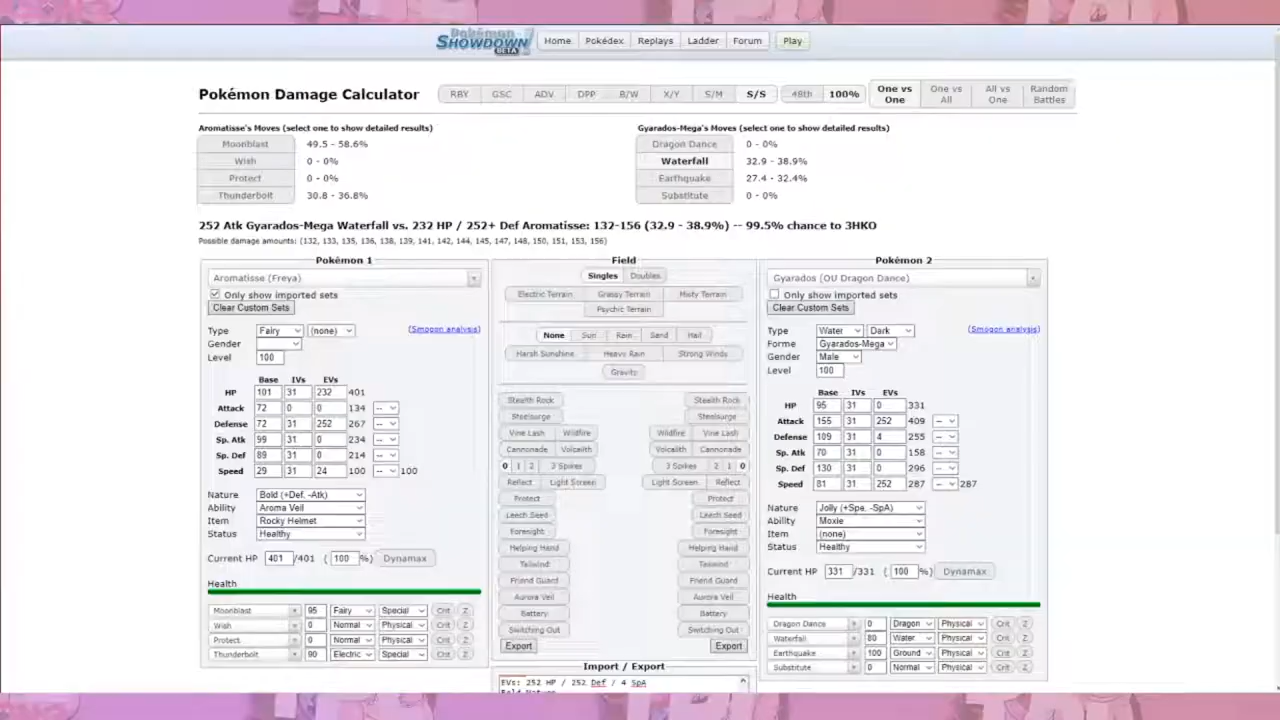 Pokémon
SHOWDOWN
BETA
Home Pokédex Replays Ladder Forum Play
Pokémon Damage Calculator
RBY GSC ADV DPP B/W X/Y S/M S/S 48th 100% One vs One One vs All All vs One Random Battles
Aromatisse's Moves (select one to show detailed results)
Moonblast 49.5 - 58.6%
Wish 0 - 0%
Protect 0 - 0%
Thunderbolt 30.8 - 36.8%
Gyarados-Mega's Moves (select one to show detailed results)
Dragon Dance 0 - 0%
Waterfall 32.9 - 38.9%
Earthquake 27.4 - 32.4%
Substitute 0 - 0%
252 Atk Gyarados-Mega Waterfall vs. 232 HP / 252+ Def Aromatisse: 132-156 (32.9 - 38.9%) -- 99.5% chance to 3HKO
Possible damage amounts: (132, 133, 135, 136, 138, 139, 141, 142, 144, 145, 147, 148, 150, 151, 153, 156)
Pokémon 1
Aromatisse (Freya)
Only show imported sets
Clear Custom Sets
Type Fairy (none) (Smogon analysis)
Gender
Level 100
Base IVs EVs
HP 101 31 232 401
Attack 72 0 0 134 --
Defense 72 31 252 267 --
Sp. Atk 99 31 0 234 --
Sp. Def 89 31 0 214 --
Speed 29 31 24 100 -- 100
Nature Bold (+Def, -Atk)
Ability Aroma Veil
Item Rocky Helmet
Status Healthy
Current HP 401 /401 ( 100 %) Dynamax
Health
Moonblast 95 Fairy Special Crit Z
Wish 0 Normal Physical Crit Z
Protect 0 Normal Physical Crit Z
Thunderbolt 90 Electric Special Crit Z
Field
Singles Doubles
Electric Terrain Grassy Terrain Misty Terrain
Psychic Terrain
None Sun Rain Sand Hail
Harsh Sunshine Heavy Rain Strong Winds
Gravity
Stealth Rock Stealth Rock
Steelsurge Steelsurge
Vine Lash Wildfire Wildfire Vine Lash
Cannonade Volcalith Volcalith Cannonade
0 1 2 3 Spikes 3 Spikes 2 1 0
Reflect Light Screen Light Screen Reflect
Protect Protect
Leech Seed Leech Seed
Foresight Foresight
Helping Hand Helping Hand
Tailwind Tailwind
Friend Guard Friend Guard
Aurora Veil Aurora Veil
Battery Battery
Switching Out Switching Out
Export Export
Import / Export
EVs: 252 HP / 252 Def / 4 SpA
Bold Nature
Pokémon 2
Gyarados (OU Dragon Dance)
Only show imported sets
Clear Custom Sets
Type Water Dark (Smogon analysis)
Forme Gyarados-Mega
Gender Male
Level 100
Base IVs EVs
HP 95 31 0 331
Attack 155 31 252 409 --
Defense 109 31 4 255 --
Sp. Atk 70 31 0 158 --
Sp. Def 130 31 0 296 --
Speed 81 31 252 287 -- 287
Nature Jolly (+Spe, -SpA)
Ability Moxie
Item (none)
Status Healthy
Current HP 331 /331 ( 100 %) Dynamax
Health
Dragon Dance 0 Dragon Physical Crit Z
Waterfall 80 Water Physical Crit Z
Earthquake 100 Ground Physical Crit Z
Substitute 0 Normal Physical Crit Z